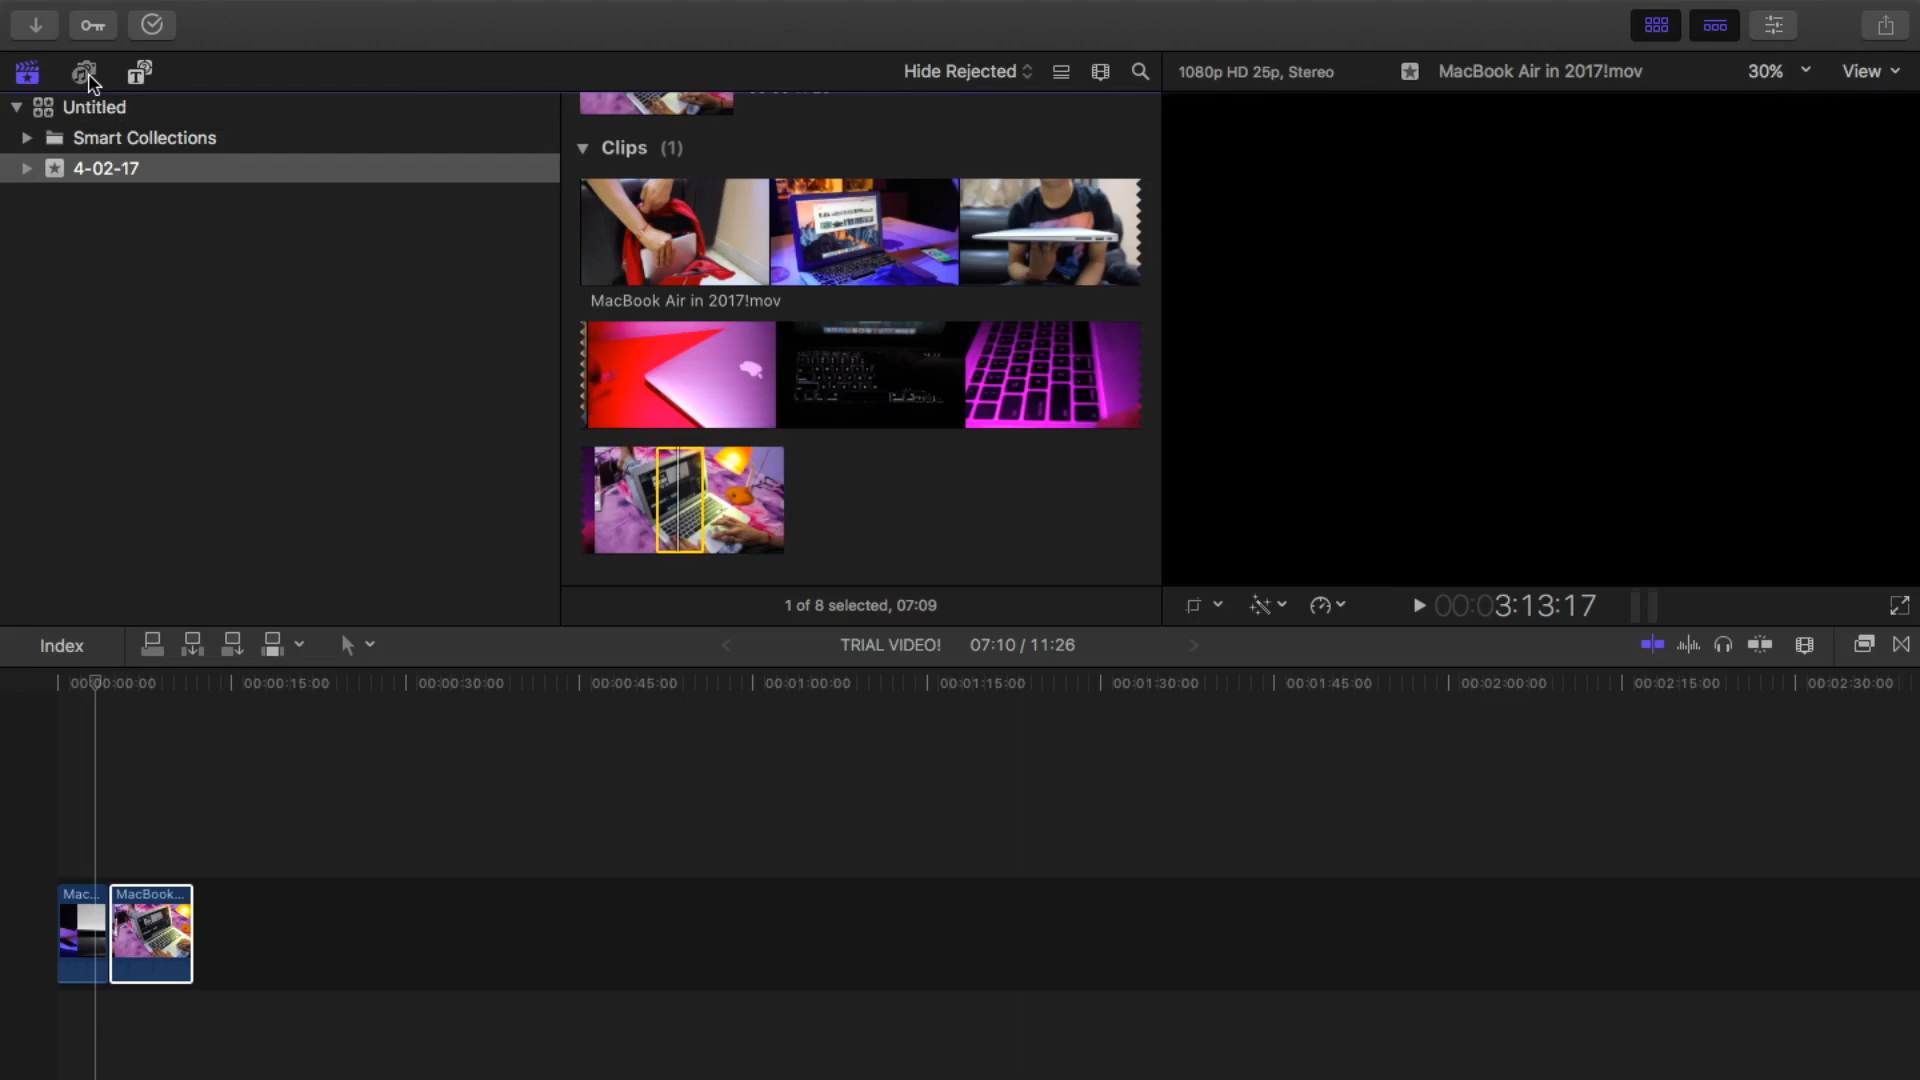 Hide Rejected
1080p HD 25p, Stereo
MacBook Air in 2017!mov
30%
View
Untitled
Smart Collections
4-02-17
Clips (1)
MacBook Air in 2017!mov
1 of 8 selected, 07:09
00:03:13:17
Index
TRIAL VIDEO!
07:10 / 11:26
00:00:00:00
00:00:15:00
00:00:30:00
00:00:45:00
00:01:00:00
00:01:15:00
00:01:30:00
00:01:45:00
00:02:00:00
00:02:15:00
00:02:30:00
Mac...
MacBook...